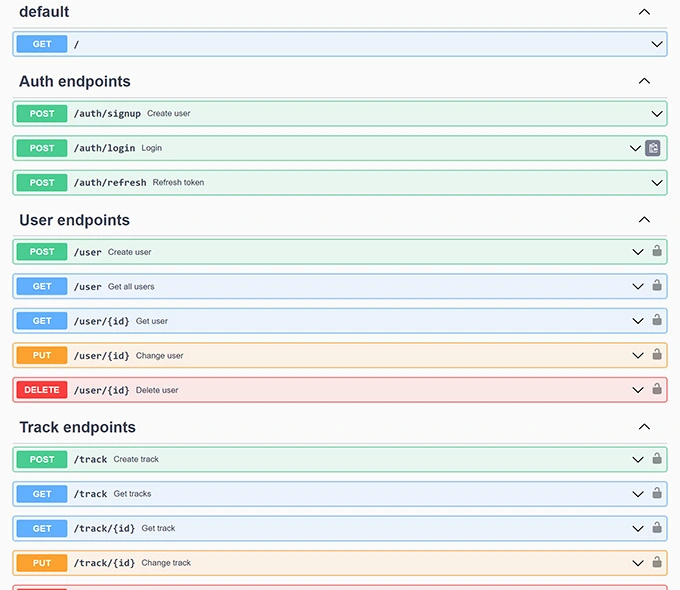 default
GET /
Auth endpoints
POST /auth/signup Create user
POST /auth/login Login
POST /auth/refresh Refresh token
User endpoints
POST /user Create user
GET /user Get all users
GET /user/{id} Get user
PUT /user/{id} Change user
DELETE /user/{id} Delete user
Track endpoints
POST /track Create track
GET /track Get tracks
GET /track/{id} Get track
PUT /track/{id} Change track